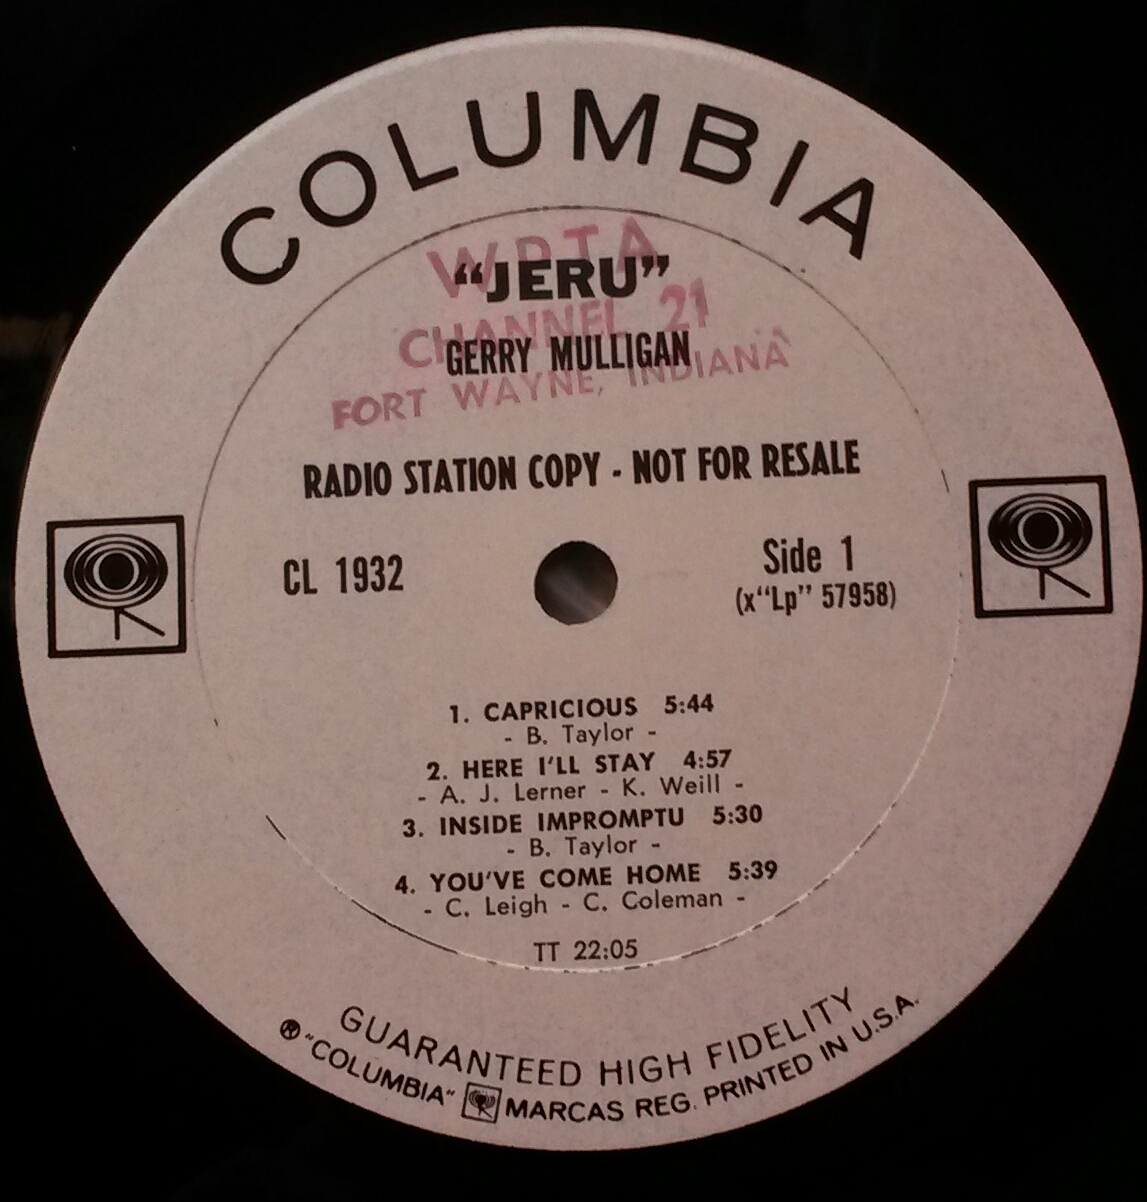 COLUMBIA
WPTA
"JERU"
CHANNEL 21
GERRY MULLIGAN
FORT WAYNE, INDIANA
RADIO STATION COPY - NOT FOR RESALE
CL 1932
Side 1
(x"Lp" 57958)
1. CAPRICIOUS 5:44
- B. Taylor -
2. HERE I'LL STAY 4:57
- A. J. Lerner - K. Weill -
3. INSIDE IMPROMPTU 5:30
- B. Taylor -
4. YOU'VE COME HOME 5:39
- C. Leigh - C. Coleman -
TT 22:05
GUARANTEED HIGH FIDELITY
® "COLUMBIA" MARCAS REG. PRINTED IN U.S.A.